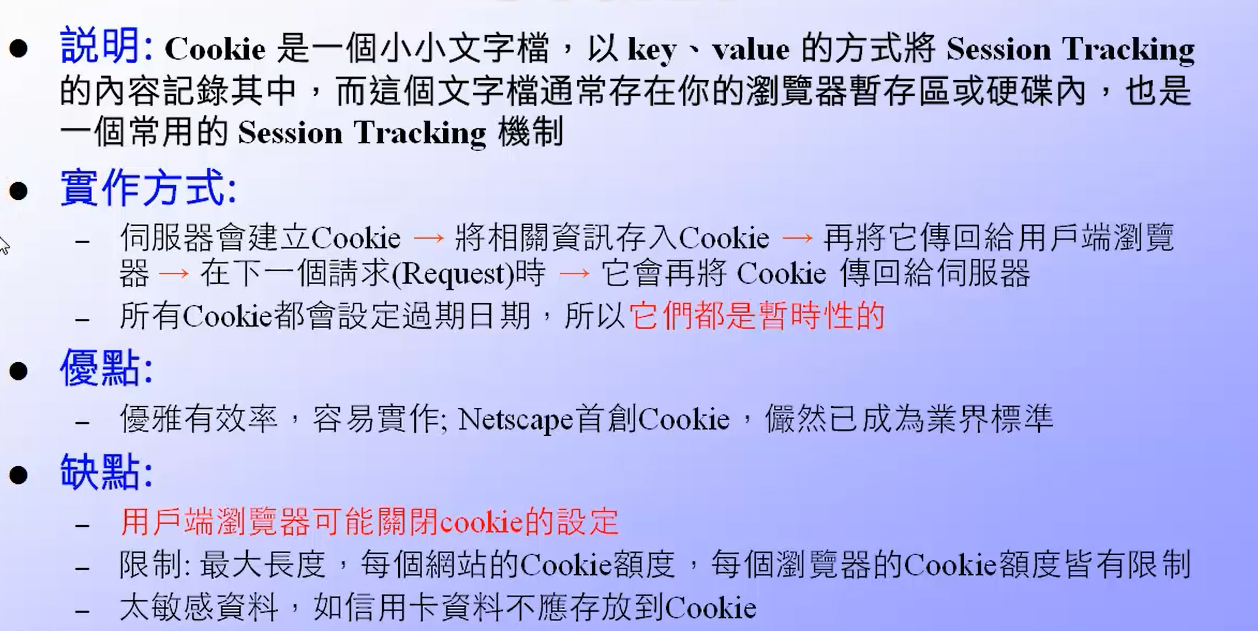 ● 說明: Cookie 是一個小小文字檔，以 key、value 的方式將 Session Tracking
的內容記錄其中，而這個文字檔通常存在你的瀏覽器暫存區或硬碟內，也是
一個常用的 Session Tracking 機制
● 實作方式:
– 伺服器會建立Cookie → 將相關資訊存入Cookie → 再將它傳回給用戶端瀏覽
器 → 在下一個請求(Request)時 → 它會再將 Cookie 傳回給伺服器
– 所有Cookie都會設定過期日期，所以它們都是暫時性的
● 優點:
– 優雅有效率，容易實作; Netscape首創Cookie，儼然已成為業界標準
● 缺點:
– 用戶端瀏覽器可能關閉cookie的設定
– 限制: 最大長度，每個網站的Cookie額度，每個瀏覽器的Cookie額度皆有限制
– 太敏感資料，如信用卡資料不應存放到Cookie